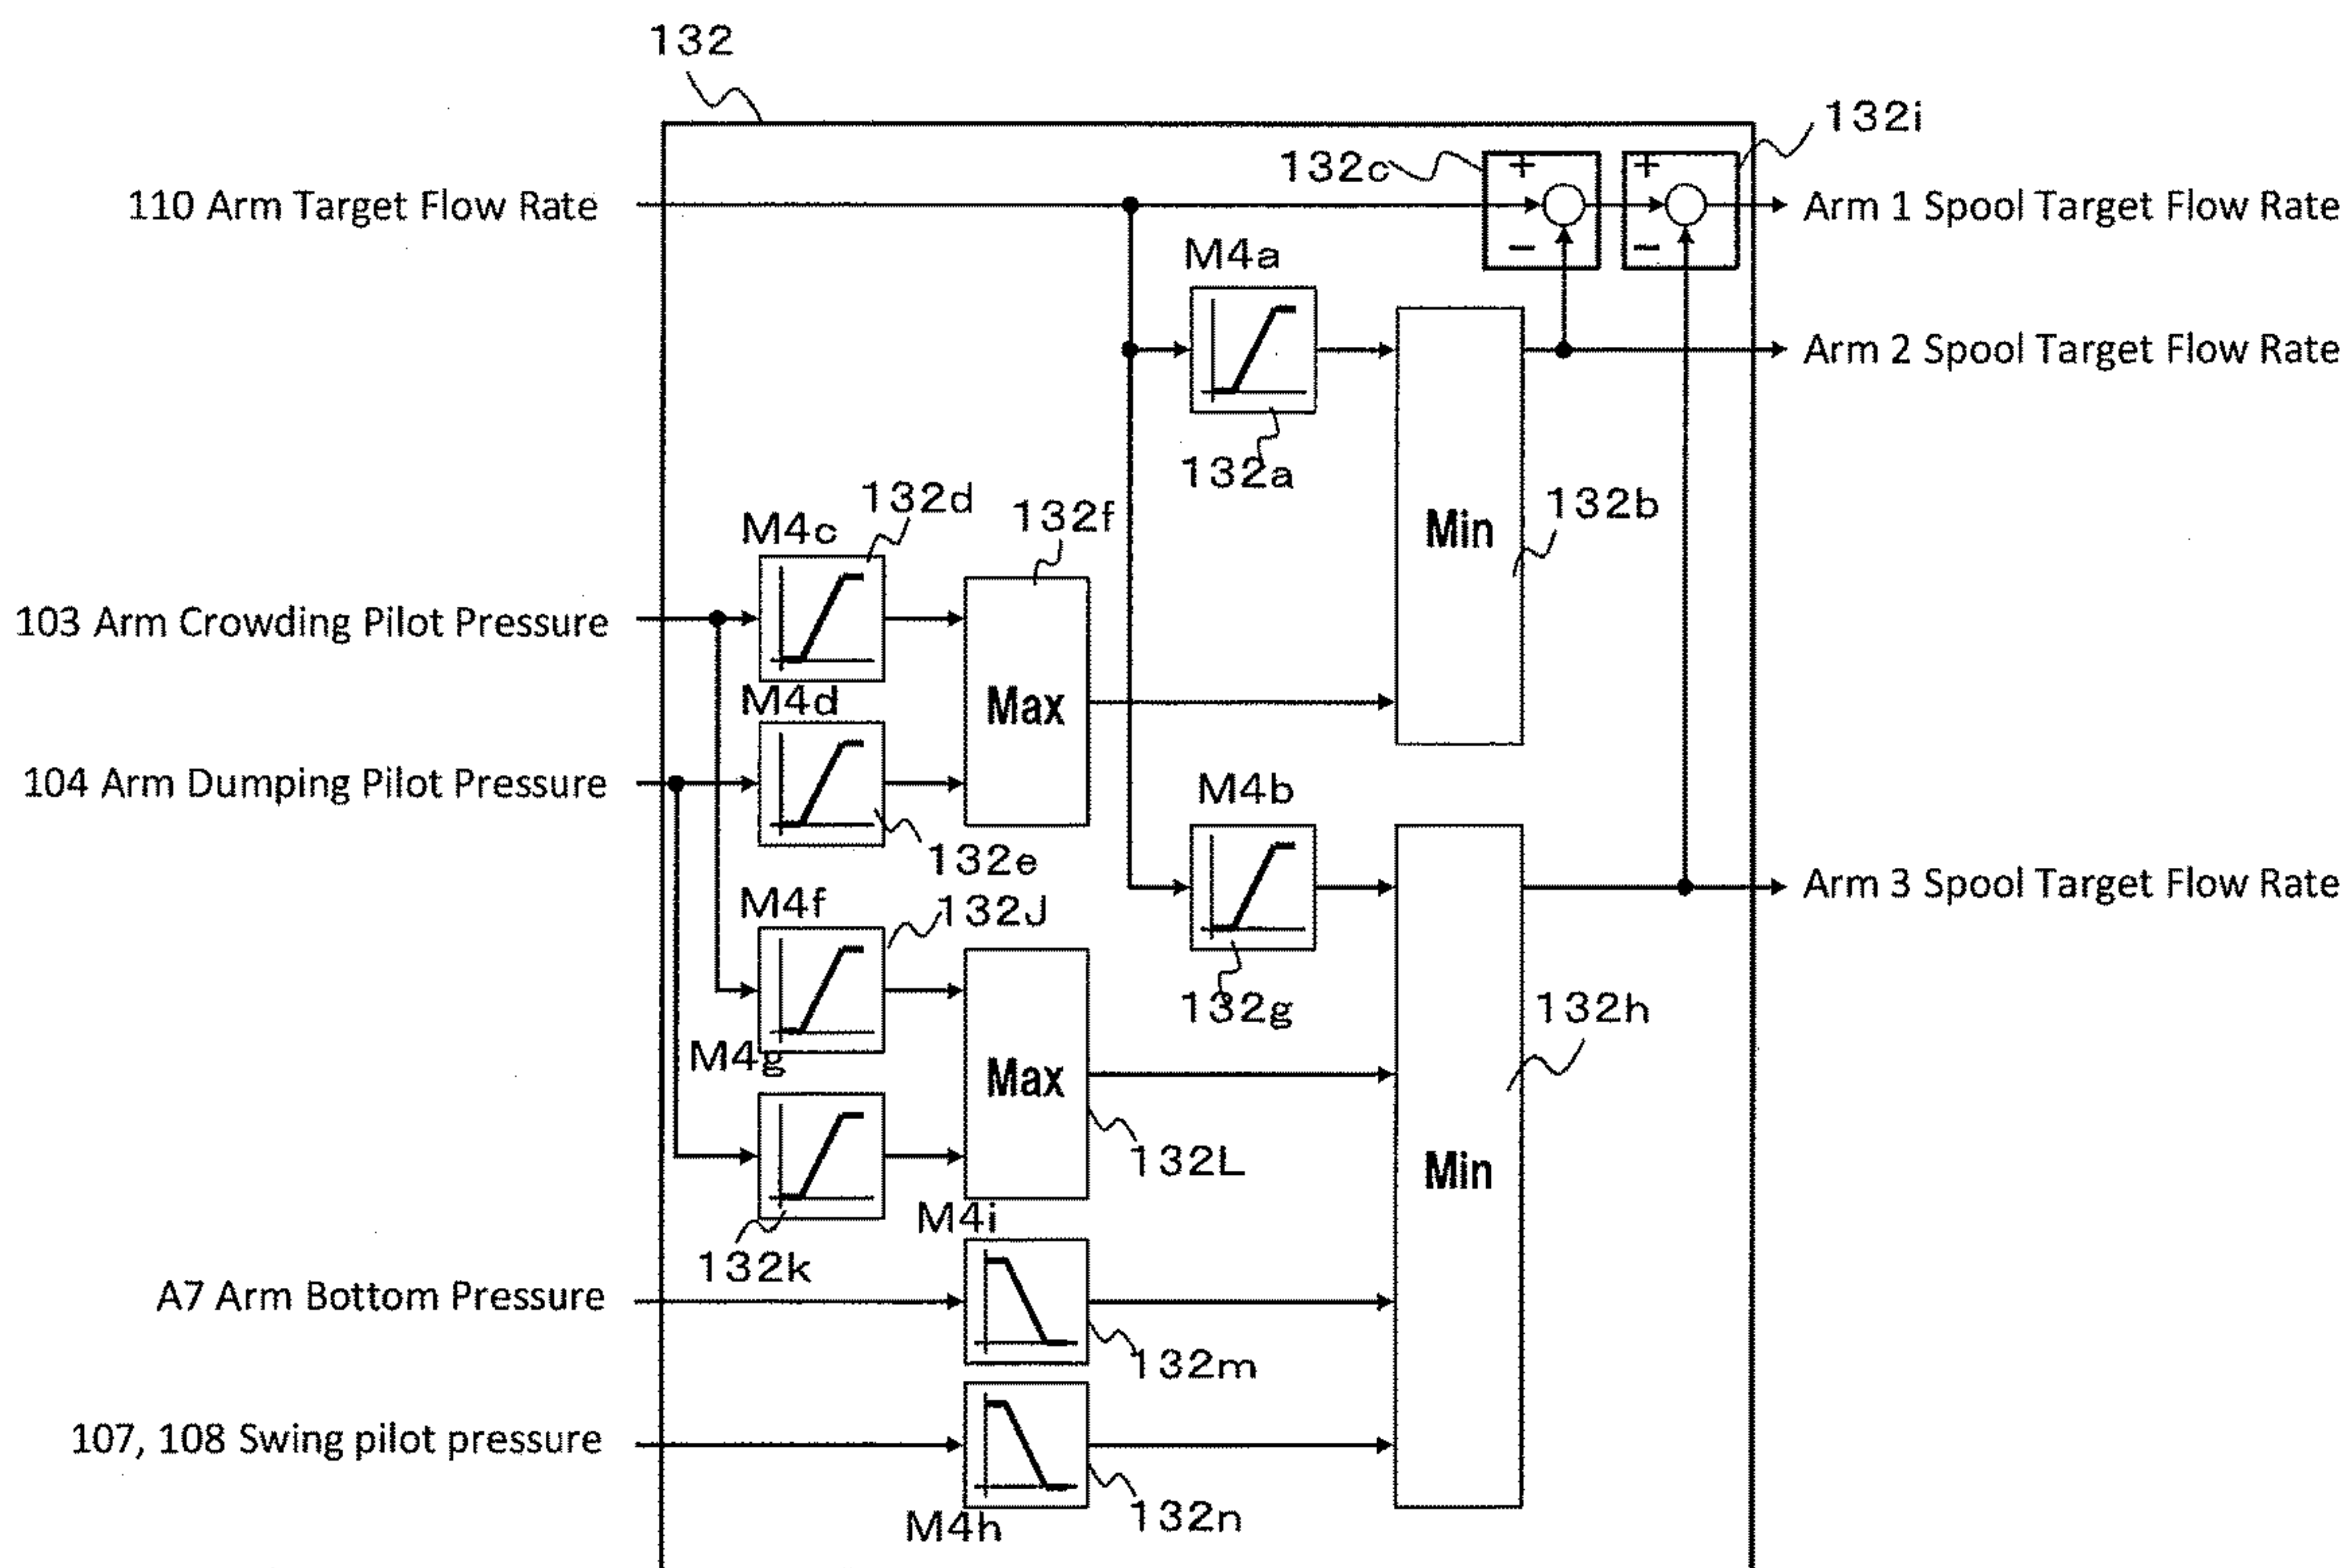 132
132i
132c
+
+
110 Arm Target Flow Rate
Arm 1 Spool Target Flow Rate
−
−
M4a
Arm 2 Spool Target Flow Rate
132a
132d
132f
132b
M4c
Min
103 Arm Crowding Pilot Pressure
M4d
Max
104 Arm Dumping Pilot Pressure
M4b
132e
M4f
132J
Arm 3 Spool Target Flow Rate
132g
132h
M4g
Max
132L
Min
M4i
132k
A7 Arm Bottom Pressure
132m
107, 108 Swing pilot pressure
132n
M4h